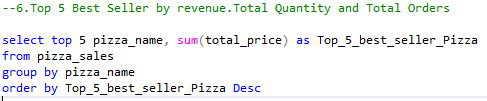 --6.Top 5 Best Seller by revenue.Total Quantity and Total Orders
select top 5 pizza_name, sum(total_price) as Top_5_best_seller_Pizza
from pizza_sales
group by pizza_name
order by Top_5_best_seller_Pizza Desc